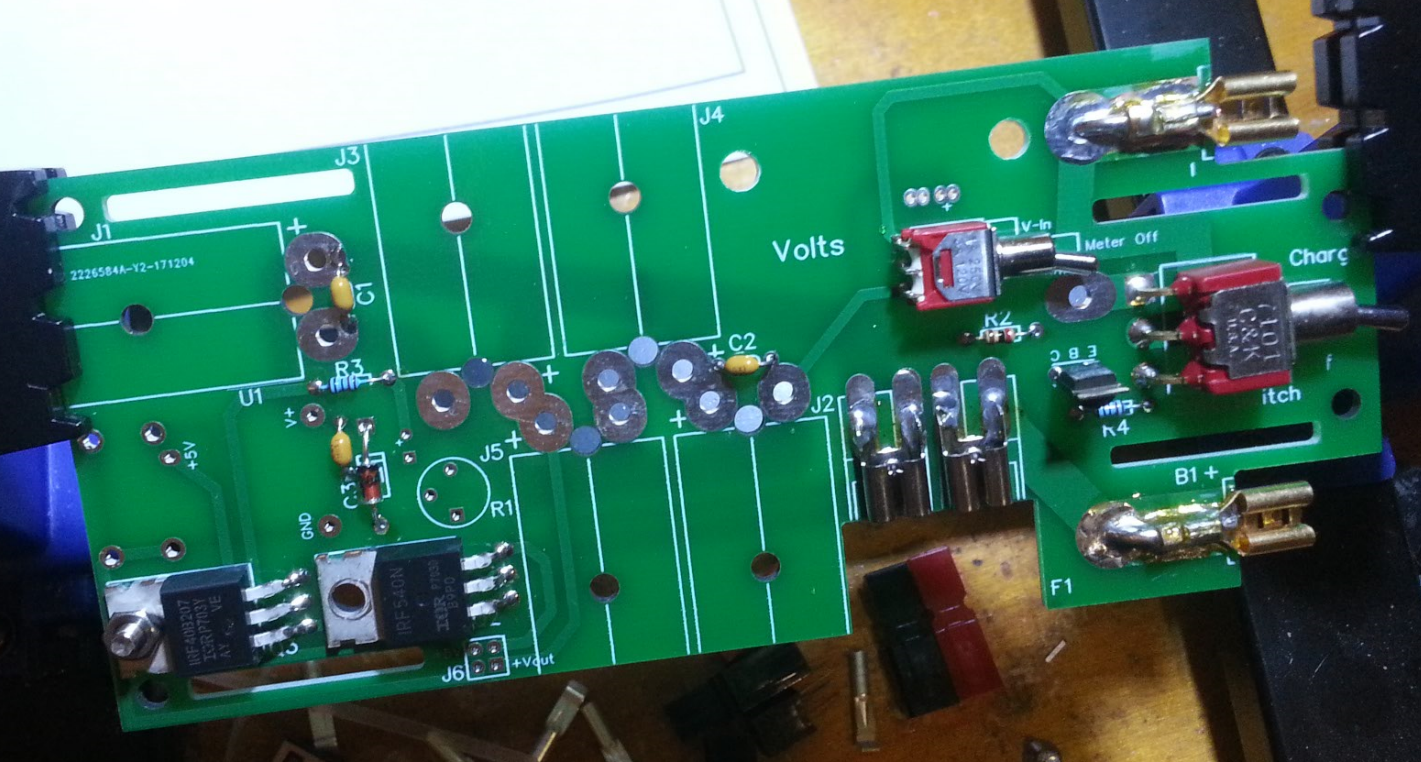 J4
J3
J1
2226584A-Y2-171204
+
C1
Volts
+
V-In
Meter Off
Charg
R2
C&K
R3
U1
V+
+5V
+
C3
GND
+
R1
J5
+
+
C2
+
+
J2
E B C
R4
f
itch
B1 +
F1
IRF40B207
IRF540N
J6
+Vout